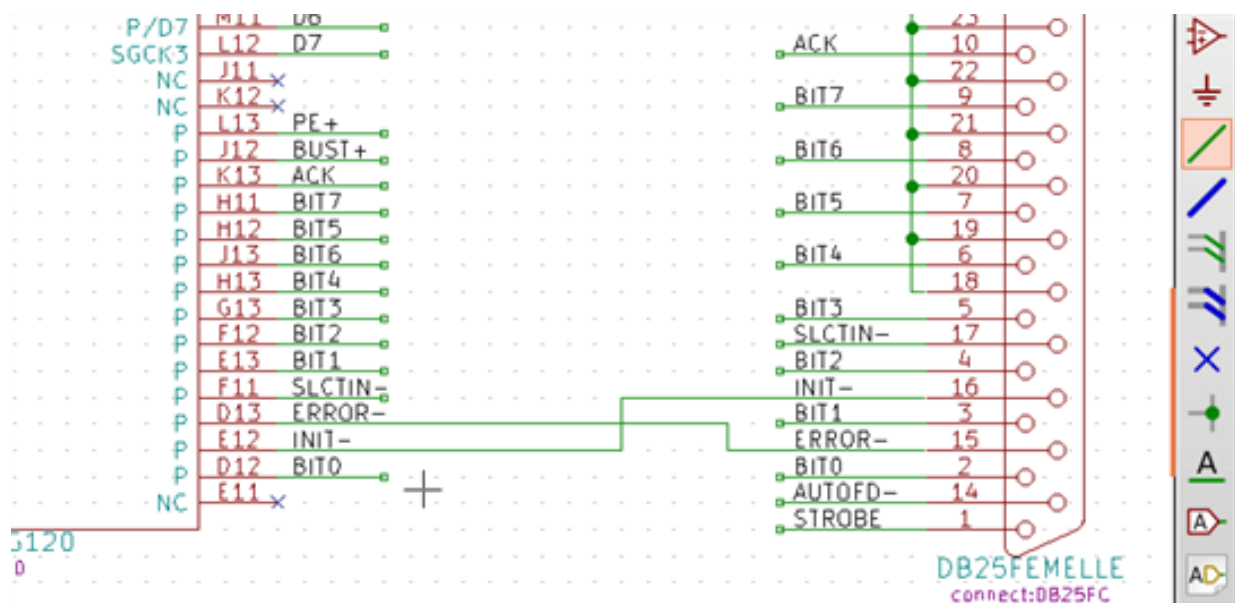 P/D7 M11 D6
SGCK3 L12 D7
NC J11
NC K12
P L13 PE+
P J12 BUST+
P K13 ACK
P H11 BIT7
P H12 BIT5
P J13 BIT6
P H13 BIT4
P G13 BIT3
P F12 BIT2
P E13 BIT1
P F11 SLCTIN-
P D13 ERROR-
P E12 INIT-
P D12 BIT0
NC E11
120
23
ACK 10
22
BIT7 9
21
BIT6 8
20
BIT5 7
19
BIT4 6
18
BIT3 5
SLCTIN- 17
BIT2 4
INIT- 16
BIT1 3
ERROR- 15
BIT0 2
AUTOFD- 14
STROBE 1
DB25FEMELLE
connect:DB25FC
A
A
A